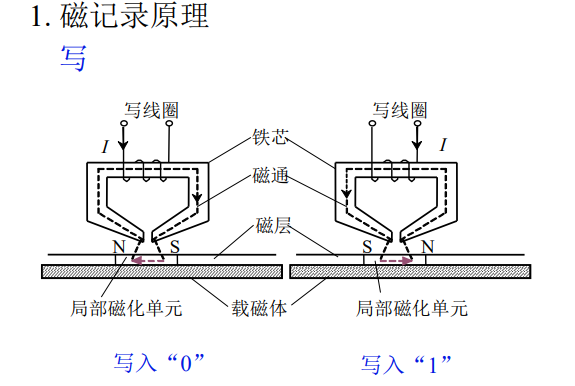 1. 磁记录原理
写
写线圈 写线圈
I 铁芯 I
磁通
磁层
N S S N
局部磁化单元 载磁体 局部磁化单元
写入“0” 写入“1”